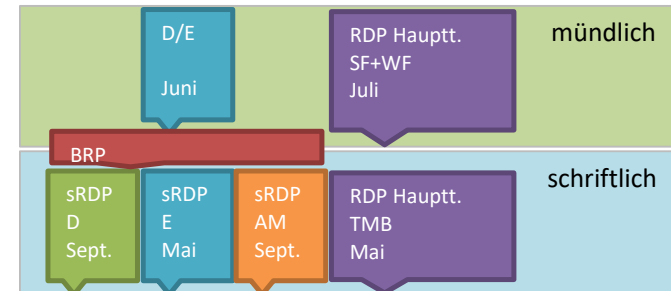 D/E
Juni
RDP Hauptt.
SF+WF
Juli
mündlich
BRP
schriftlich
sRDP
D
Sept.
sRDP
E
Mai
sRDP
AM
Sept.
RDP Hauptt.
TMB
Mai